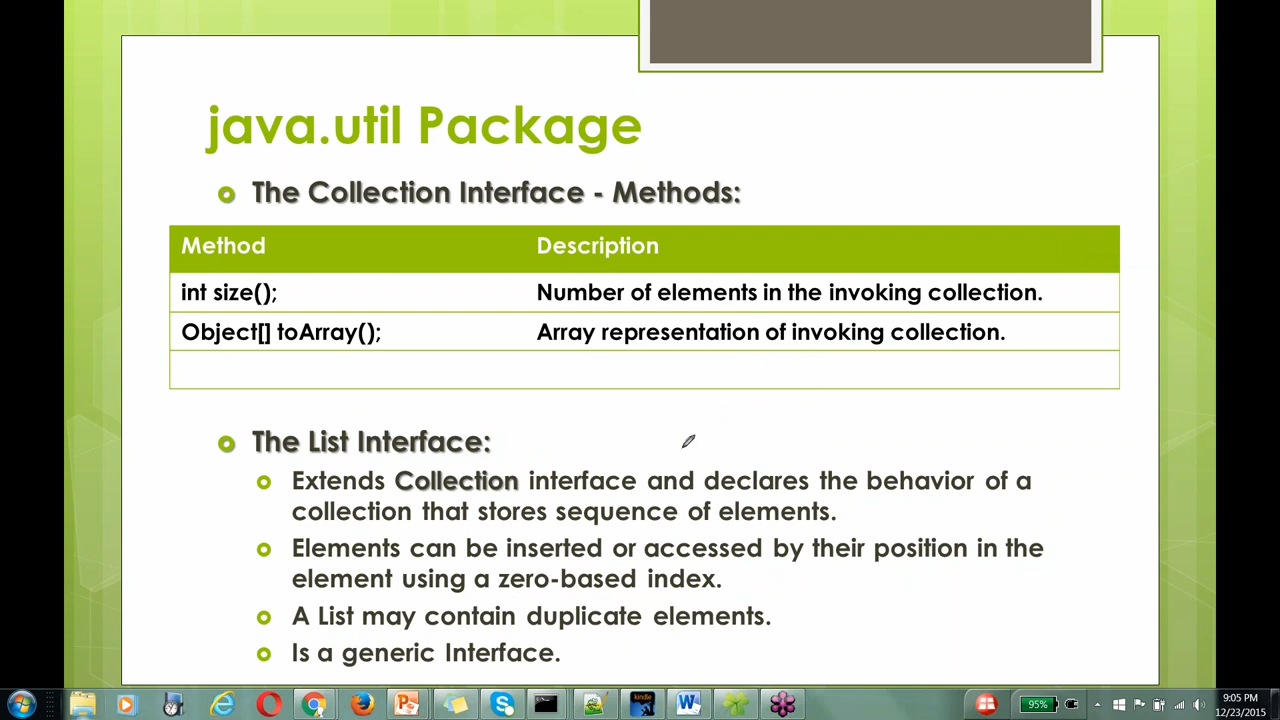 java.util Package
The Collection Interface - Methods:
Method Description
int size(); Number of elements in the invoking collection.
Object[] toArray(); Array representation of invoking collection.
The List Interface:
Extends Collection interface and declares the behavior of a
collection that stores sequence of elements.
Elements can be inserted or accessed by their position in the
element using a zero-based index.
A List may contain duplicate elements.
Is a generic Interface.
kindle
95%
9:05 PM
12/23/2015